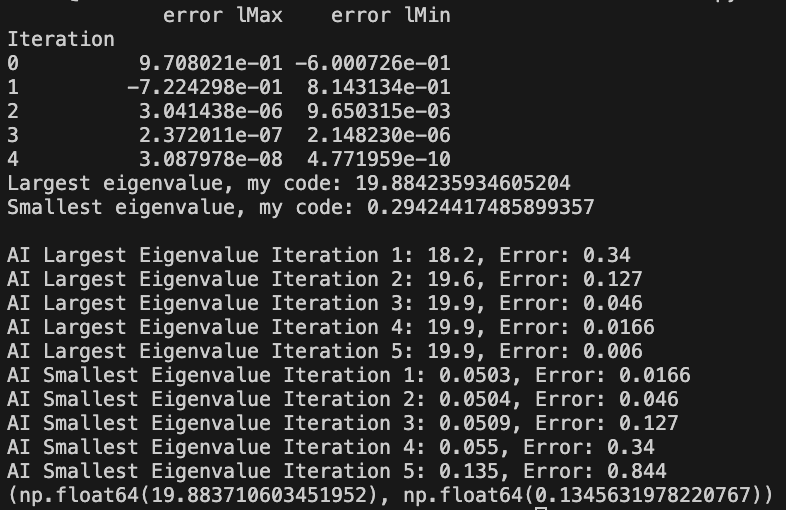 error lMax error lMin
Iteration
0 9.708021e-01 -6.000726e-01
1 -7.224298e-01 8.143134e-01
2 3.041438e-06 9.650315e-03
3 2.372011e-07 2.148230e-06
4 3.087978e-08 4.771959e-10
Largest eigenvalue, my code: 19.884235934605204
Smallest eigenvalue, my code: 0.29424417485899357
AI Largest Eigenvalue Iteration 1: 18.2, Error: 0.34
AI Largest Eigenvalue Iteration 2: 19.6, Error: 0.127
AI Largest Eigenvalue Iteration 3: 19.9, Error: 0.046
AI Largest Eigenvalue Iteration 4: 19.9, Error: 0.0166
AI Largest Eigenvalue Iteration 5: 19.9, Error: 0.006
AI Smallest Eigenvalue Iteration 1: 0.0503, Error: 0.0166
AI Smallest Eigenvalue Iteration 2: 0.0504, Error: 0.046
AI Smallest Eigenvalue Iteration 3: 0.0509, Error: 0.127
AI Smallest Eigenvalue Iteration 4: 0.055, Error: 0.34
AI Smallest Eigenvalue Iteration 5: 0.135, Error: 0.844
(np.float64(19.883710603451952), np.float64(0.1345631978220767))